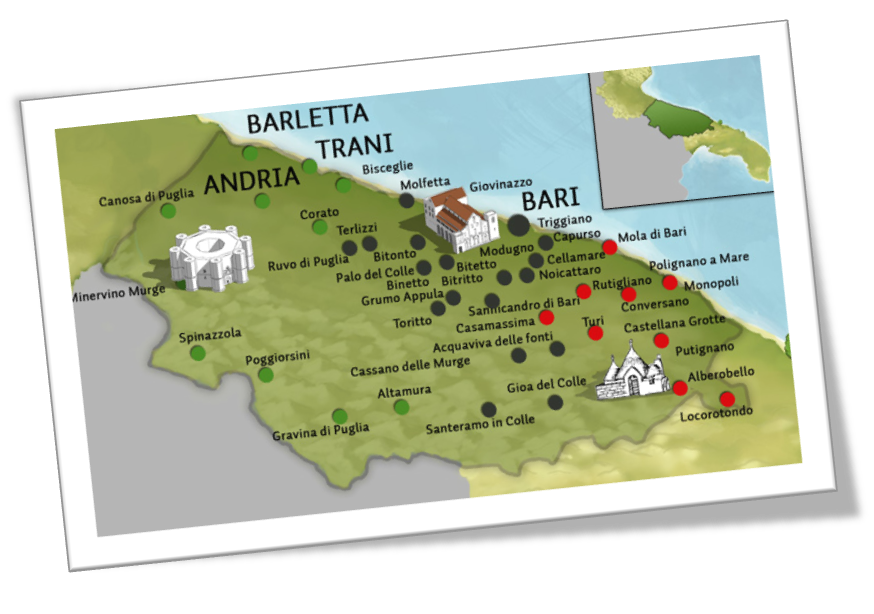 BARLETTA
TRANI
Bisceglie
ANDRIA
Molfetta
Giovinazzo
Canosa di Puglia
BARI
Corato
Triggiano
Terlizzi
Capurso
Mola di Bari
Modugno
Bitonto
Ruvo di Puglia
Cellamare
Polignano a Mare
Palo del Colle
Bitetto
Noicattaro
Binetto
Bitritto
Rutigliano
Monopoli
Minervino Murge
Grumo Appula
Sannicandro di Bari
Conversano
Toritto
Casamassima
Turi
Castellana Grotte
Spinazzola
Acquaviva delle fonti
Putignano
Poggiorsini
Cassano delle Murge
Alberobello
Gioa del Colle
Altamura
Locorotondo
Santeramo in Colle
Gravina di Puglia